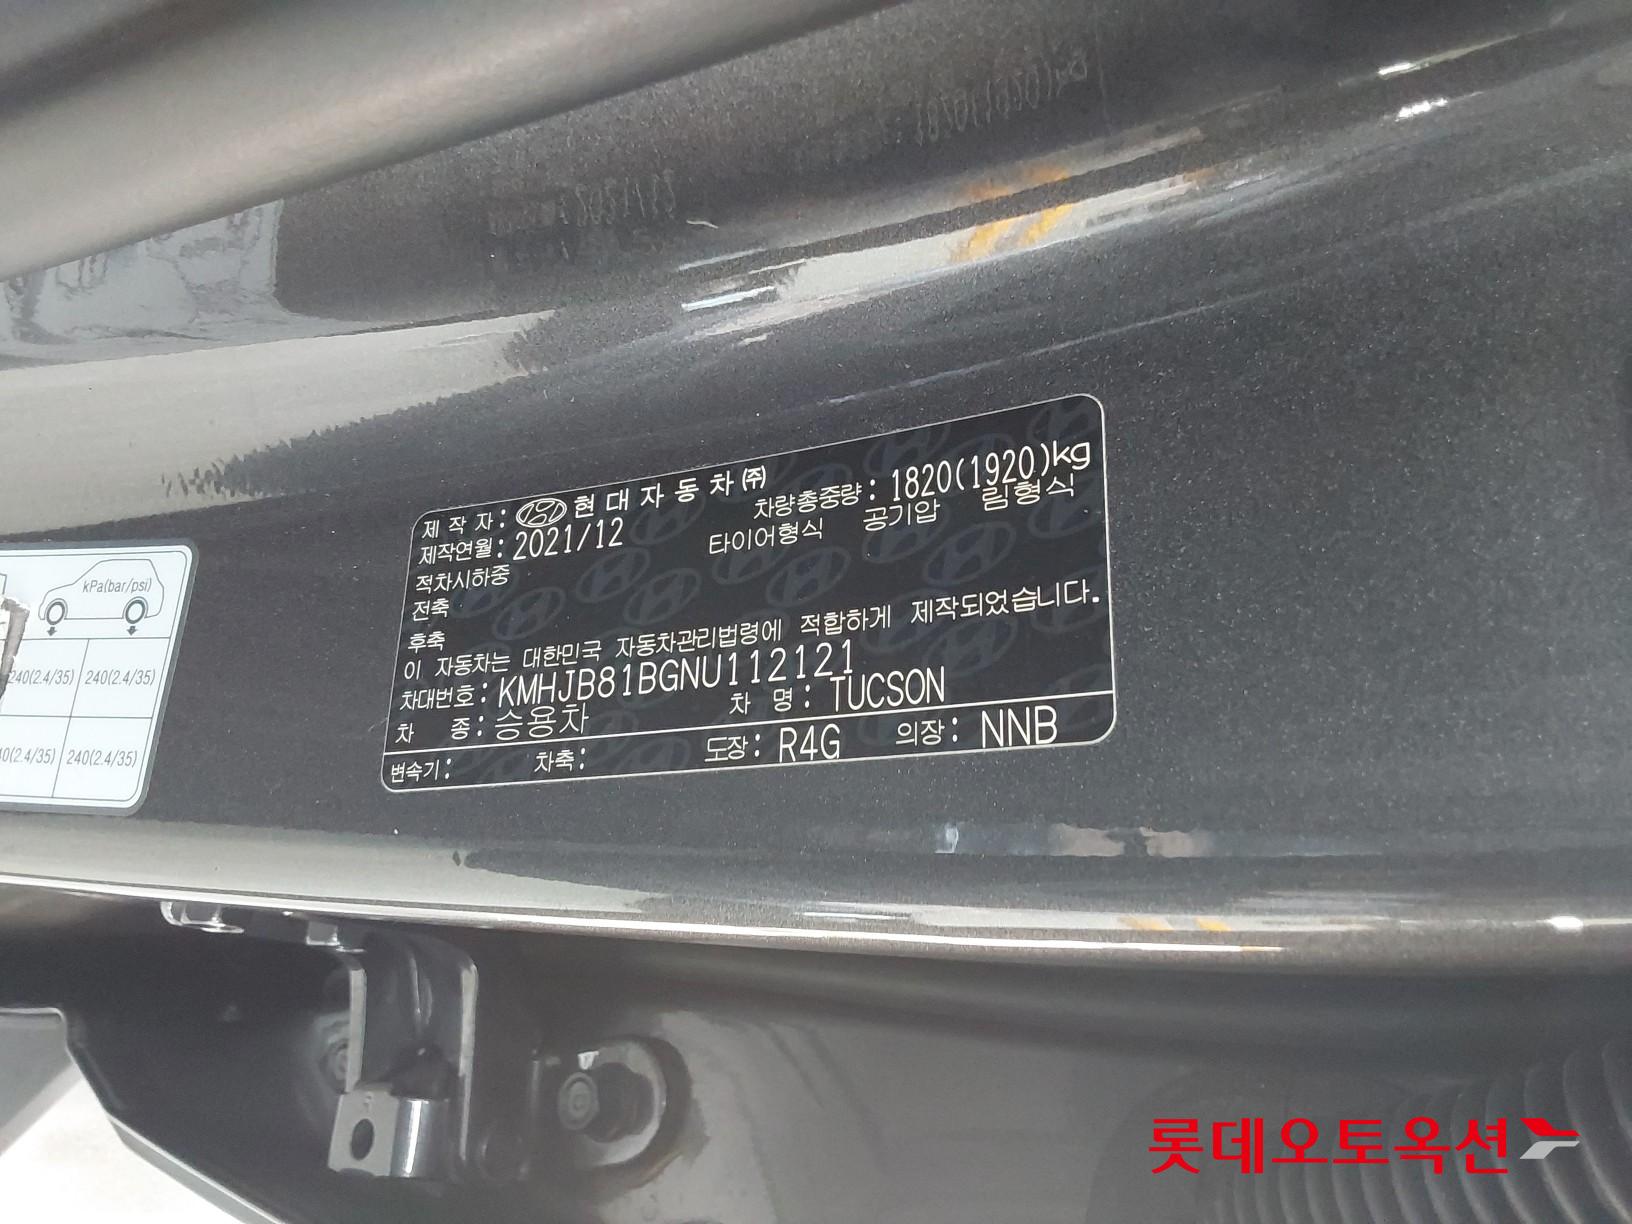 제 작 자: 현대자동차㈜
차량총중량: 1820(1920)kg
제작연월: 2021/12
타이어형식 공기압 림형식
적차시하중
전축
후축
이 자동차는 대한민국 자동차관리법령에 적합하게 제작되었습니다.
차대번호: KMHJB81BGNU112121
차 종: 승용차 차 명: TUCSON
변속기: 차축: 도장: R4G 의장: NNB
kPa(bar/psi)
240(2.4/35) 240(2.4/35)
240(2.4/35)
롯데오토옥션